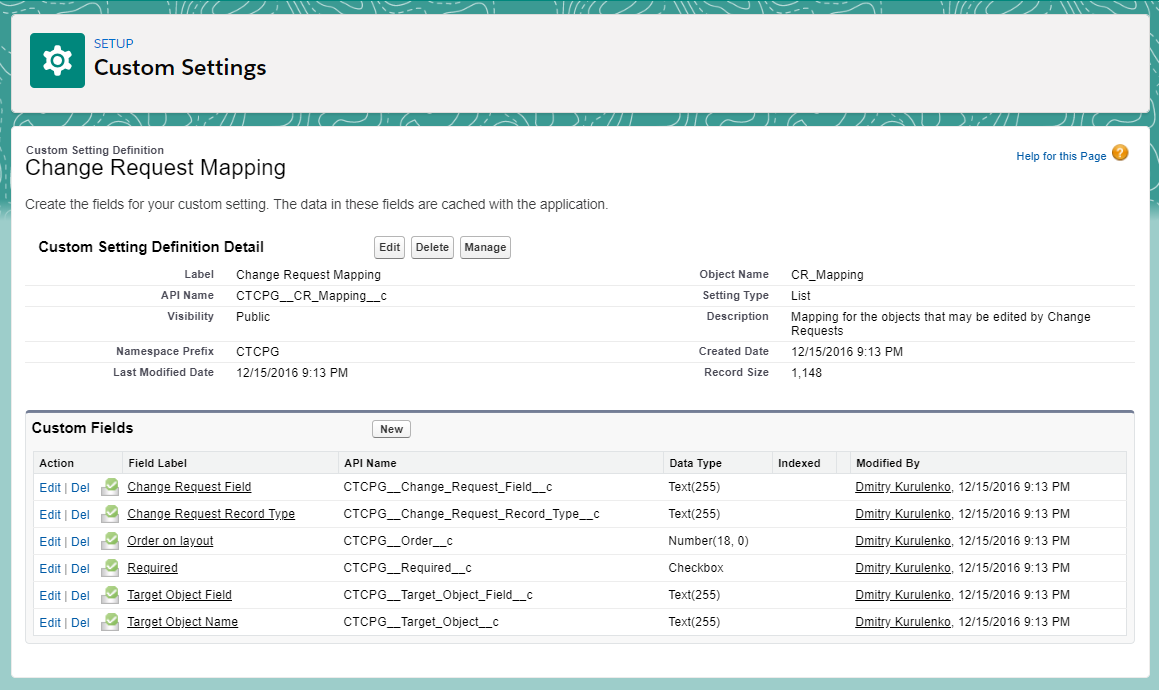 SETUP
Custom Settings
Custom Setting Definition
Change Request Mapping
Help for this Page ?
Create the fields for your custom setting. The data in these fields are cached with the application.
Custom Setting Definition Detail Edit Delete Manage
Label Change Request Mapping Object Name CR_Mapping
API Name CTCPG__CR_Mapping__c Setting Type List
Visibility Public Description Mapping for the objects that may be edited by Change
Requests
Namespace Prefix CTCPG Created Date 12/15/2016 9:13 PM
Last Modified Date 12/15/2016 9:13 PM Record Size 1,148
Custom Fields New
Action Field Label API Name Data Type Indexed Modified By
Edit | Del Change Request Field CTCPG__Change_Request_Field__c Text(255) Dmitry Kurulenko, 12/15/2016 9:13 PM
Edit | Del Change Request Record Type CTCPG__Change_Request_Record_Type__c Text(255) Dmitry Kurulenko, 12/15/2016 9:13 PM
Edit | Del Order on layout CTCPG__Order__c Number(18, 0) Dmitry Kurulenko, 12/15/2016 9:13 PM
Edit | Del Required CTCPG__Required__c Checkbox Dmitry Kurulenko, 12/15/2016 9:13 PM
Edit | Del Target Object Field CTCPG__Target_Object_Field__c Text(255) Dmitry Kurulenko, 12/15/2016 9:13 PM
Edit | Del Target Object Name CTCPG__Target_Object__c Text(255) Dmitry Kurulenko, 12/15/2016 9:13 PM